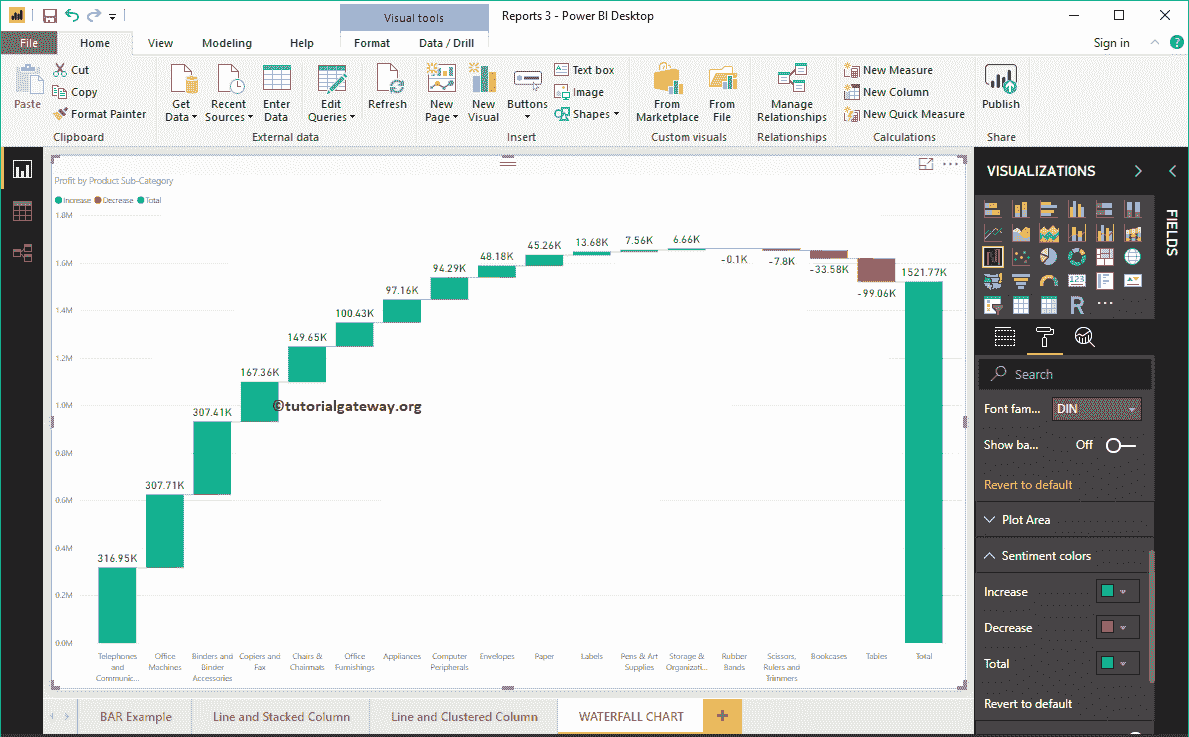 Visual tools
Reports 3 - Power BI Desktop
File
Home
View
Modeling
Help
Format
Data / Drill
Sign in
?
Paste
Cut
Copy
Format Painter
Clipboard
Get Data
Recent Sources
Enter Data
Edit Queries
External data
Refresh
New Page
New Visual
Buttons
Text box
Image
Shapes
Insert
From Marketplace
From File
Custom visuals
Manage Relationships
Relationships
New Measure
New Column
New Quick Measure
Calculations
Publish
Share
Profit by Product Sub-Category
Increase Decrease Total
1.8M
1.6M
1.4M
1.2M
1.0M
0.8M
0.6M
0.4M
0.2M
0.0M
316.95K
307.71K
307.41K
167.36K
149.65K
100.43K
97.16K
94.29K
48.18K
45.26K
13.68K
7.56K
6.66K
-0.1K
-7.8K
-33.58K
-99.06K
1521.77K
©tutorialgateway.org
Telephones and Communic...
Office Machines
Binders and Binder Accessories
Copiers and Fax
Chairs & Chairmats
Office Furnishings
Appliances
Computer Peripherals
Envelopes
Paper
Labels
Pens & Art Supplies
Storage & Organizati...
Rubber Bands
Scissors, Rulers and Trimmers
Bookcases
Tables
Total
BAR Example
Line and Stacked Column
Line and Clustered Column
WATERFALL CHART
VISUALIZATIONS
FIELDS
123
R
Search
Font fam...
DIN
Show ba...
Off
Revert to default
Plot Area
Sentiment colors
Increase
Decrease
Total
Revert to default